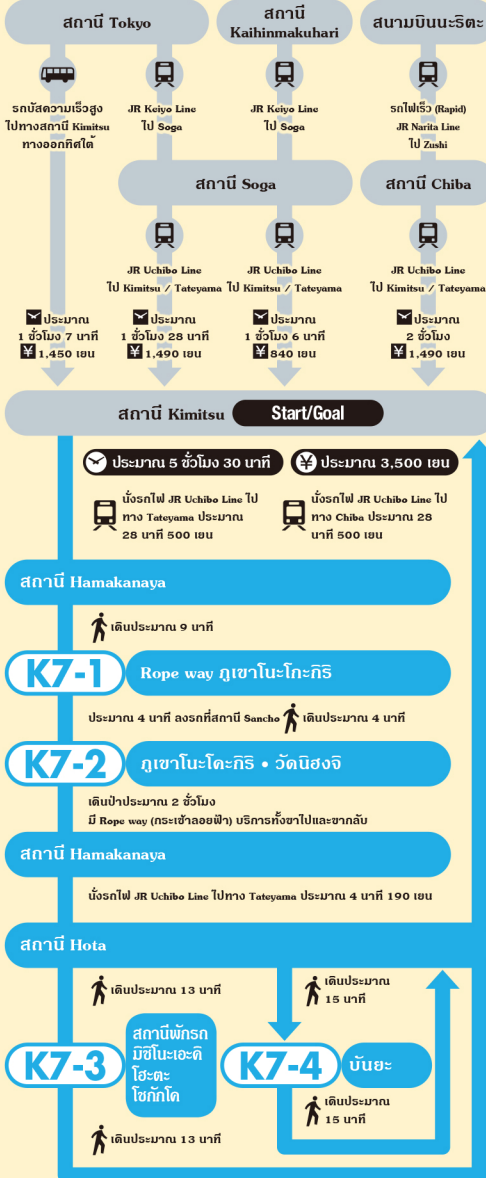 สถานี Tokyo
สถานี
Kaihinmakuhari
สนามบินนะริตะ
รถบัสความเร็วสูง
ไปทางสถานี Kimitsu
ทางออกทิศใต้
JR Keiyo Line
ไป Soga
JR Keiyo Line
ไป Soga
รถไฟเร็ว (Rapid)
JR Narita Line
ไป Zushi
สถานี Soga
สถานี Chiba
JR Uchibo Line
ไป Kimitsu / Tateyama
JR Uchibo Line
ไป Kimitsu / Tateyama
JR Uchibo Line
ไป Kimitsu / Tateyama
ประมาณ
1 ชั่วโมง 7 นาที
¥ 1,450 เยน
ประมาณ
1 ชั่วโมง 28 นาที
¥ 1,490 เยน
ประมาณ
1 ชั่วโมง 6 นาที
¥ 840 เยน
ประมาณ
2 ชั่วโมง
¥ 1,490 เยน
สถานี Kimitsu Start/Goal
ประมาณ 5 ชั่วโมง 30 นาที
¥ ประมาณ 3,500 เยน
นั่งรถไฟ JR Uchibo Line ไป
ทาง Tateyama ประมาณ
28 นาที 500 เยน
นั่งรถไฟ JR Uchibo Line ไป
ทาง Chiba ประมาณ 28
นาที 500 เยน
สถานี Hamakanaya
เดินประมาณ 9 นาที
K7-1 Rope way ภูเขาโนะโกะกิริ
ประมาณ 4 นาที ลงรถที่สถานี Sancho เดินประมาณ 4 นาที
K7-2 ภูเขาโนะโคะกิริ • วัดนิฮงจิ
เดินป่าประมาณ 2 ชั่วโมง
มี Rope way (กระเช้าลอยฟ้า) บริการทั้งขาไปและขากลับ
สถานี Hamakanaya
นั่งรถไฟ JR Uchibo Line ไปทาง Tateyama ประมาณ 4 นาที 190 เยน
สถานี Hota
เดินประมาณ 13 นาที
เดินประมาณ
15 นาที
K7-3
สถานีพักรถ
มิชิโนะเอะคิ
โฮะตะ
โชกักโค
K7-4 บันยะ
เดินประมาณ
15 นาที
เดินประมาณ 13 นาที